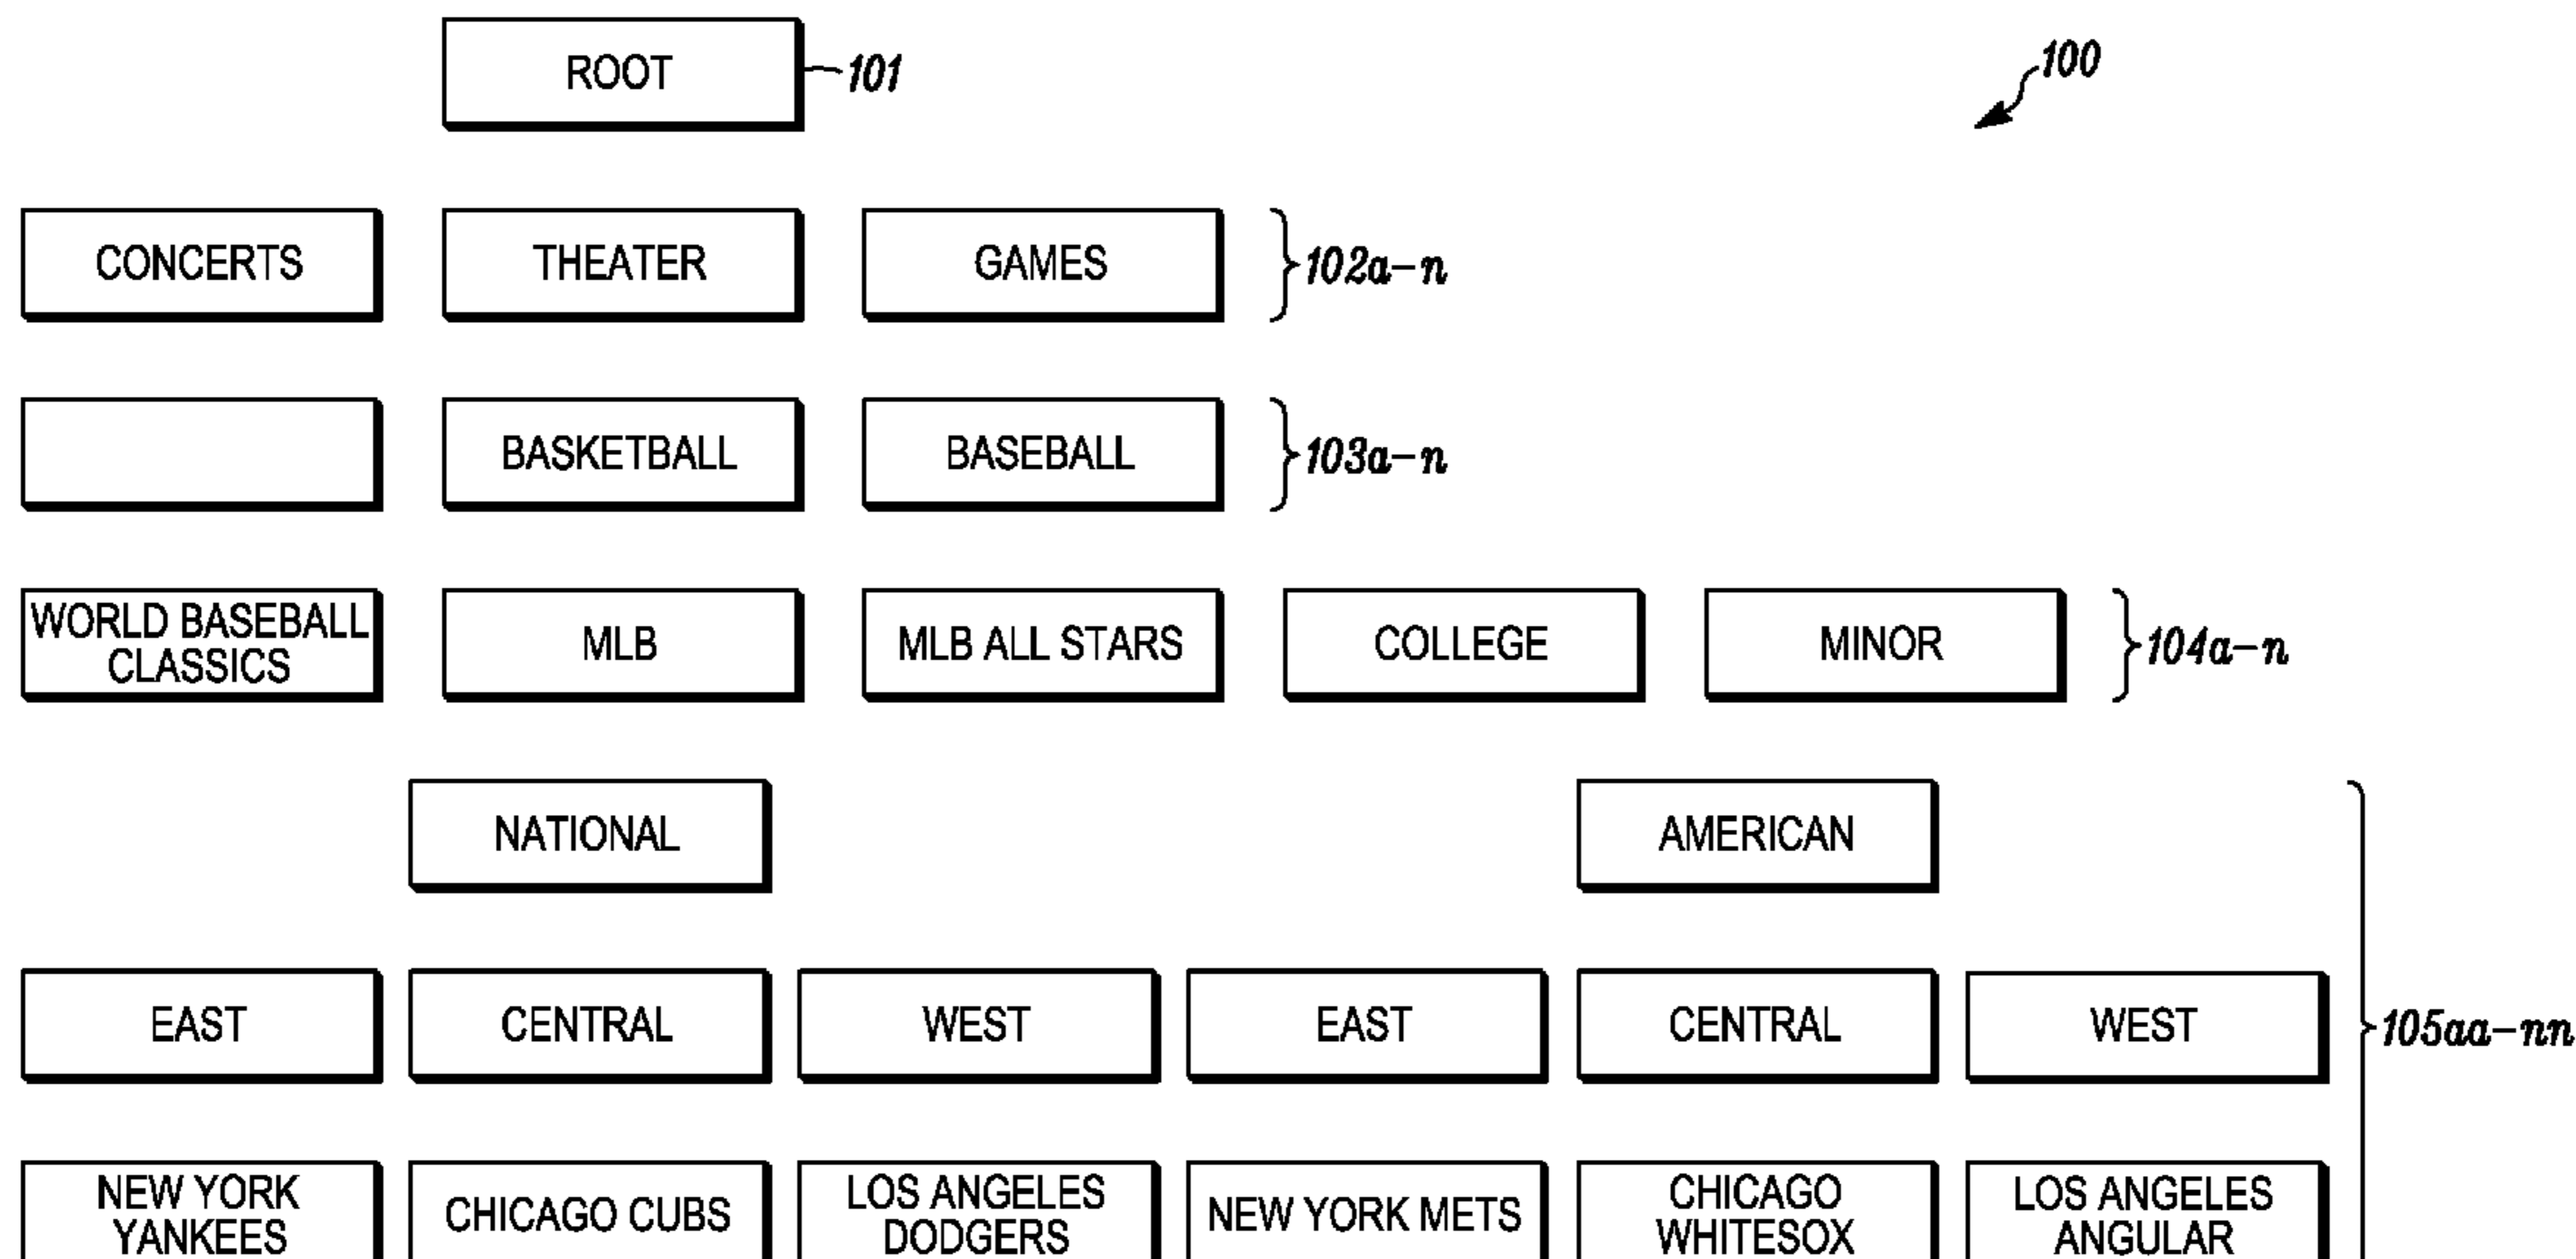 ROOT
101
100
CONCERTS
THEATER
GAMES
102a-n
BASKETBALL
BASEBALL
103a-n
WORLD BASEBALL
CLASSICS
MLB
MLB ALL STARS
COLLEGE
MINOR
104a-n
NATIONAL
AMERICAN
EAST
CENTRAL
WEST
EAST
CENTRAL
WEST
105aa-nn
NEW YORK
YANKEES
CHICAGO CUBS
LOS ANGELES
DODGERS
NEW YORK METS
CHICAGO
WHITESOX
LOS ANGELES
ANGULAR